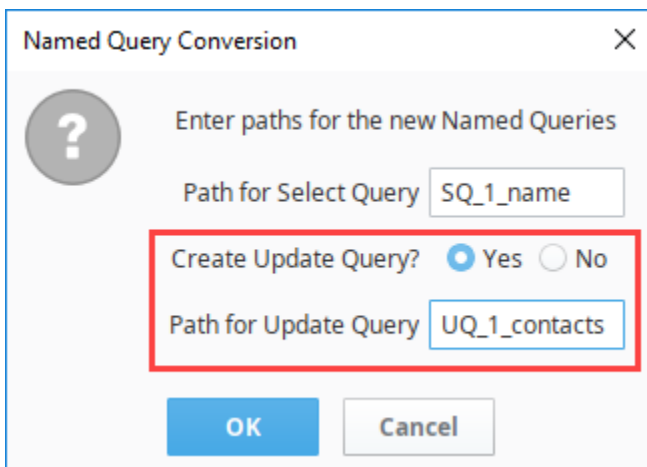 Named Query Conversion
?
Enter paths for the new Named Queries
Path for Select Query SQ_1_name
Create Update Query? Yes No
Path for Update Query UQ_1_contacts
OK Cancel